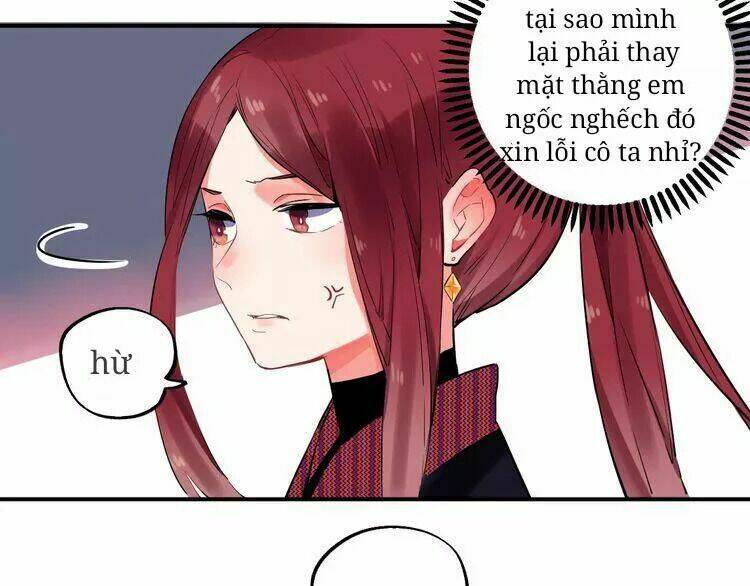 tại sao mình
lại phải thay
mặt thằng em
ngốc nghếch đó
xin lỗi cô ta nhỉ?
hừ